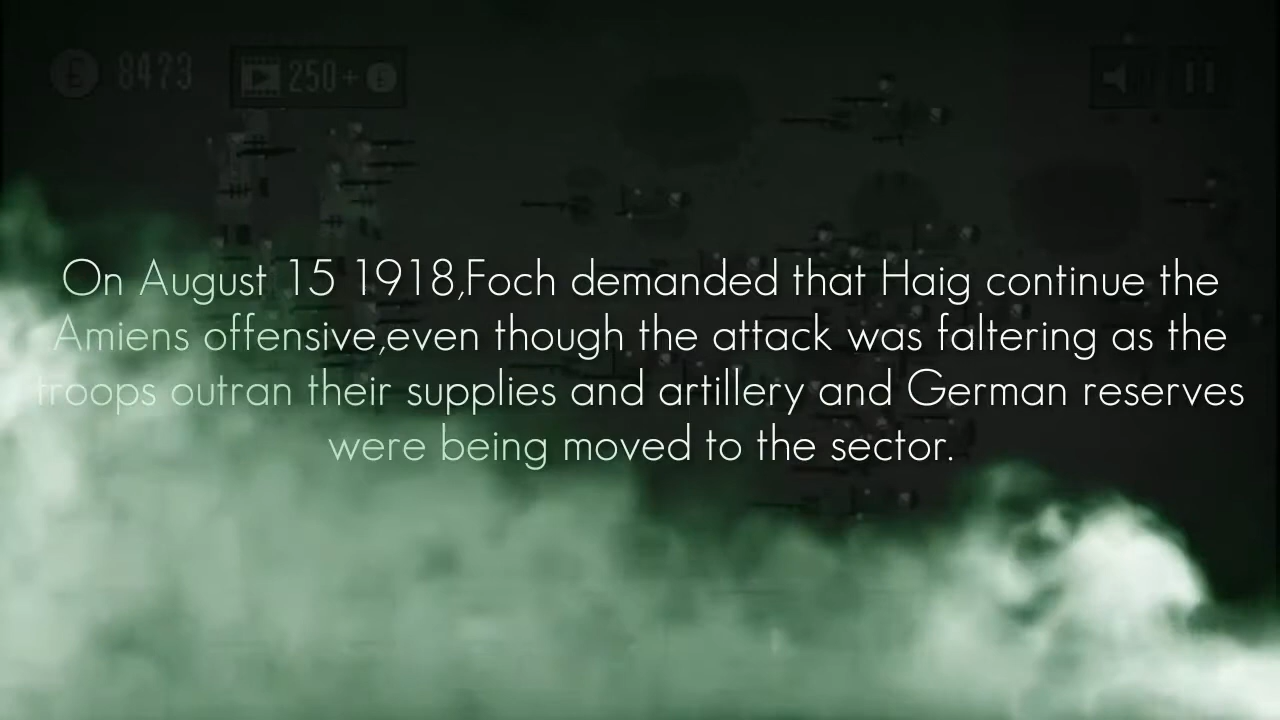 8473
250+
On August 15 1918,Foch demanded that Haig continue the
Amiens offensive,even though the attack was faltering as the
troops outran their supplies and artillery and German reserves
were being moved to the sector.